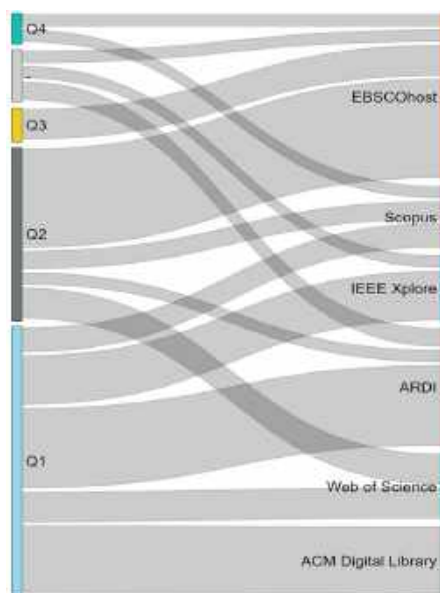 Q4
-
Q3
EBSCOhost
Q2
Scopus
IEEE Xplore
ARDI
Q1
Web of Science
ACM Digital Library